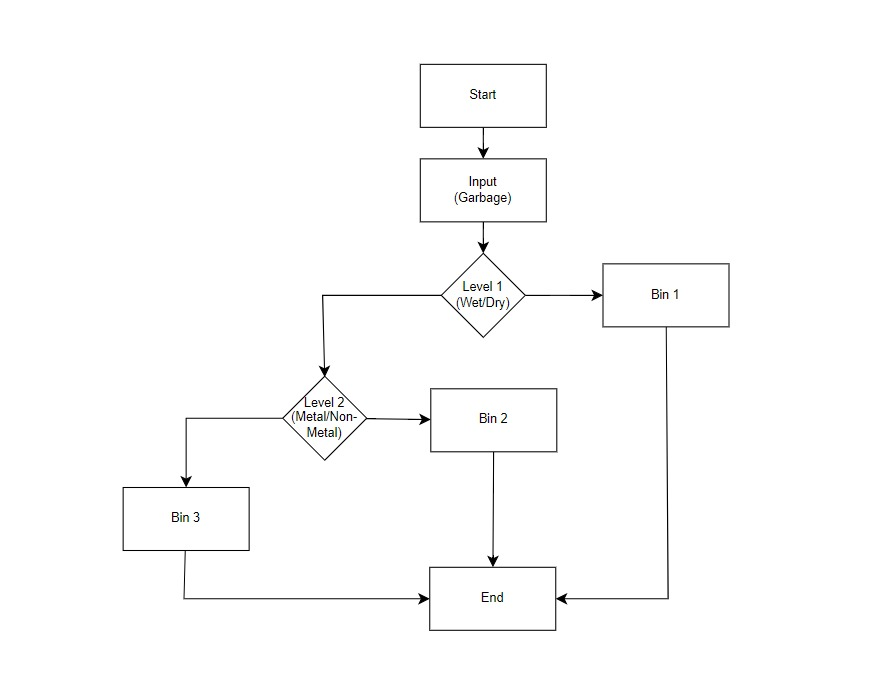 Start
Input
(Garbage)
Level 1
(Wet/Dry)
Bin 1
Level 2
(Metal/Non-
Metal)
Bin 2
Bin 3
End